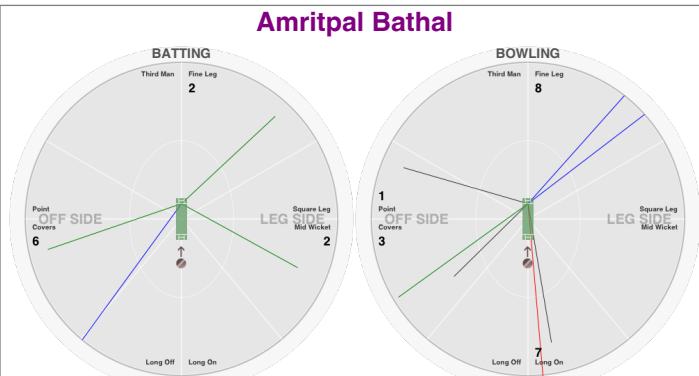 Amritpal Bathal
BATTING
Third Man Fine Leg
2
Point
OFF SIDE
Covers
6
Square Leg
LEG SIDE
Mid Wicket
2
Long Off Long On
BOWLING
Third Man Fine Leg
8
1
Point
OFF SIDE
Covers
3
Square Leg
LEG SIDE
Mid Wicket
7
Long Off Long On